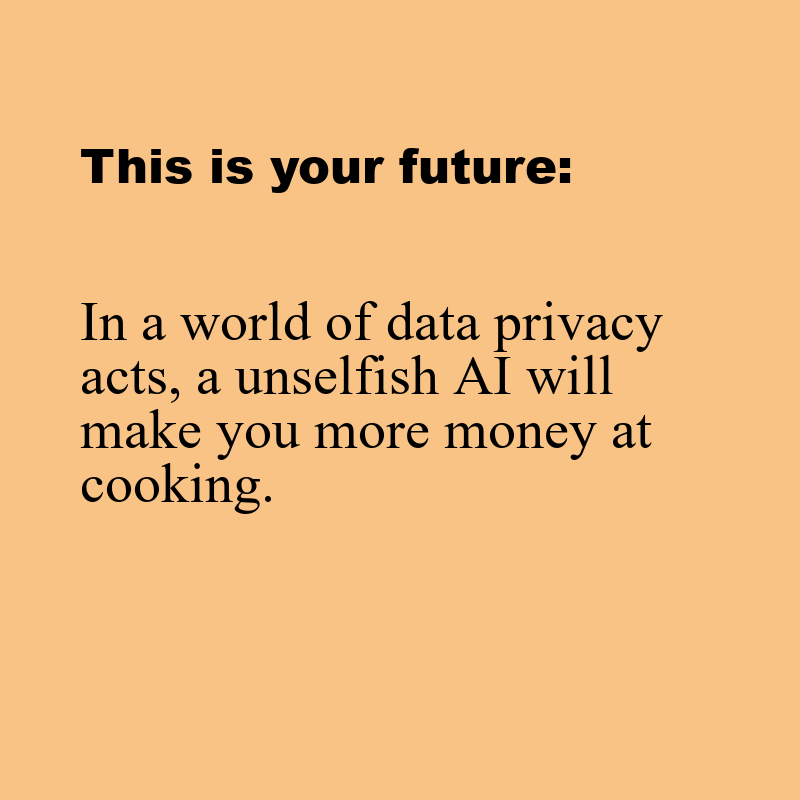 This is your future:
In a world of data privacy
acts, a unselfish AI will
make you more money at
cooking.